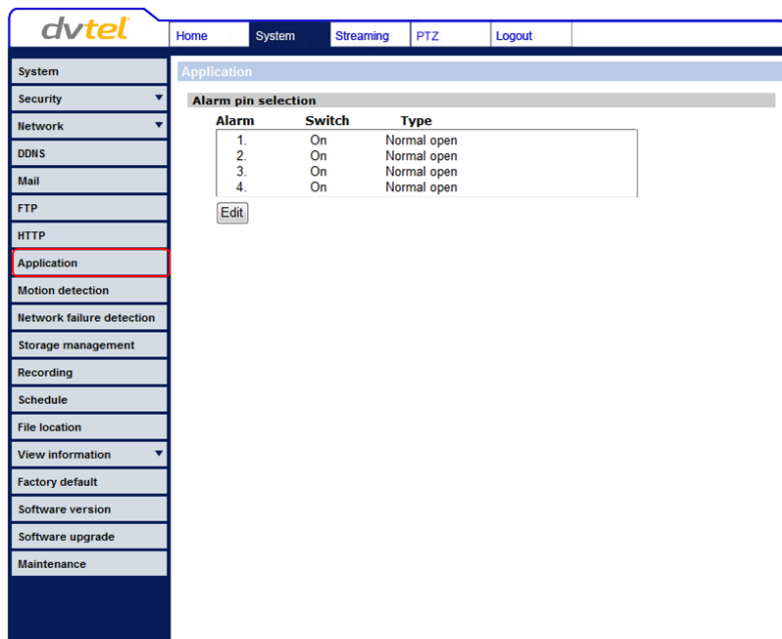 dvtel
Home System Streaming PTZ Logout
System
Security
Network
DDNS
Mail
FTP
HTTP
Application
Motion detection
Network failure detection
Storage management
Recording
Schedule
File location
View information
Factory default
Software version
Software upgrade
Maintenance
Application
Alarm pin selection
Alarm Switch Type
1. On Normal open
2. On Normal open
3. On Normal open
4. On Normal open
Edit